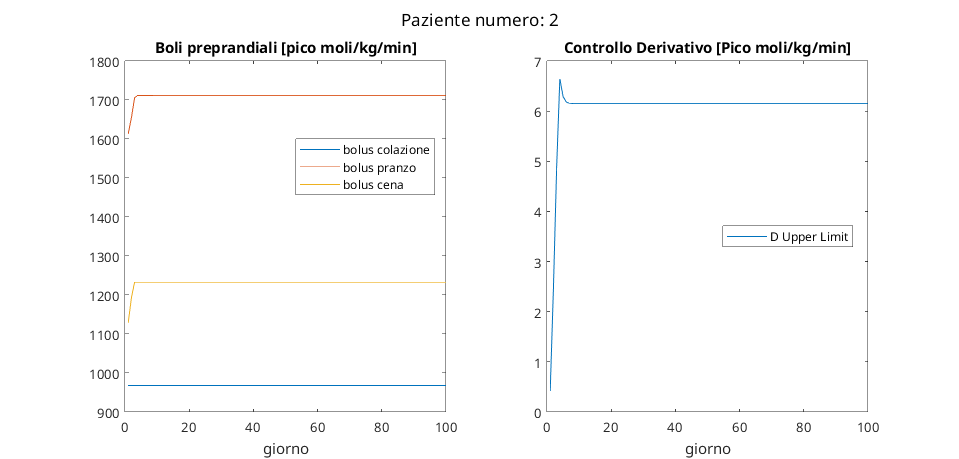 Paziente numero: 2
Boli preprandiali [pico moli/kg/min]
1800
1700
1600
1500
1400
1300
1200
1100
1000
900
0 20 40 60 80 100
giorno
bolus colazione
bolus pranzo
bolus cena
Controllo Derivativo [Pico moli/kg/min]
7
6
5
4
3
2
1
0
0 20 40 60 80 100
giorno
D Upper Limit